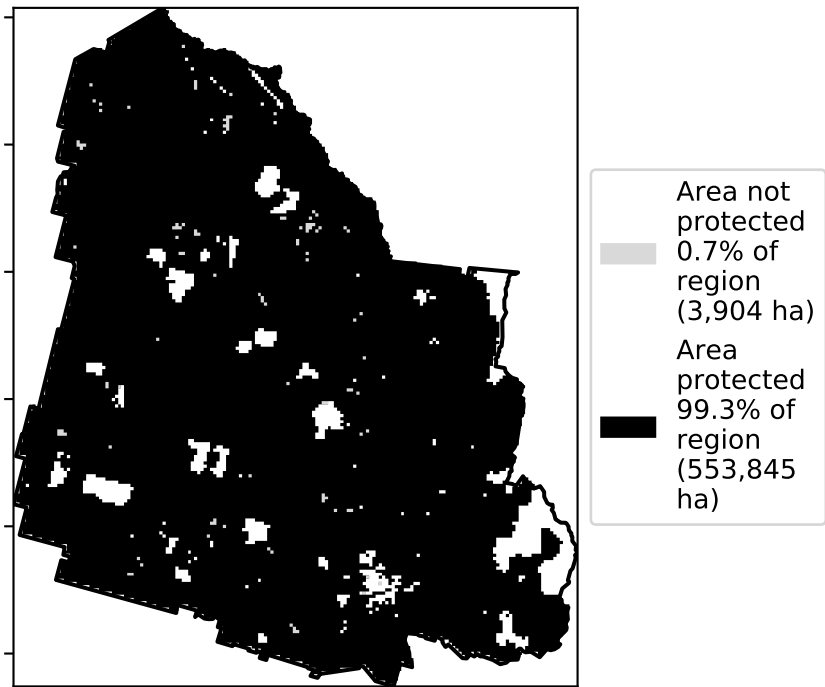 Area not
protected
0.7% of
region
(3,904 ha)
Area
protected
99.3% of
region
(553,845
ha)